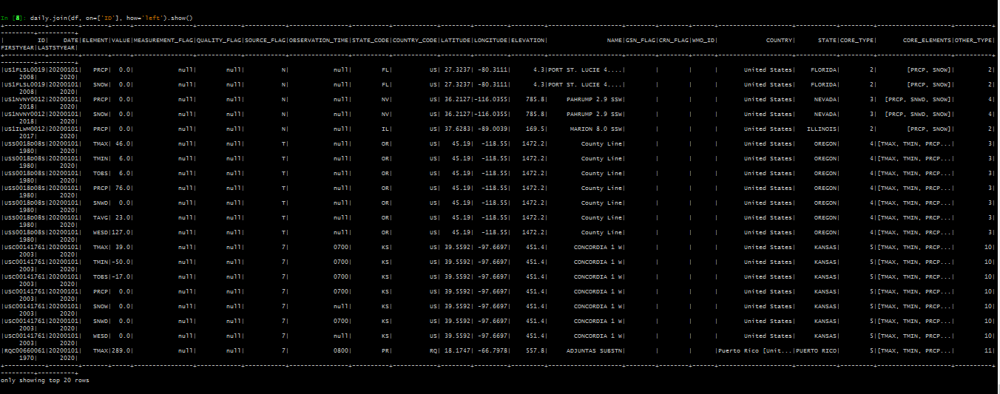 In [8]: daily.join(df, on=['ID'], how='left').show()
| ID| DATE|ELEMENT|VALUE|MEASUREMENT_FLAG|QUALITY_FLAG|SOURCE_FLAG|OBSERVATION_TIME|STATE_CODE|COUNTRY_CODE|LATITUDE|LONGITUDE|ELEVATION| NAME|GSN_FLAG|CRN_FLAG|WMO_ID| COUNTRY| STATE|CORE_TYPE| CORE_ELEMENTS|OTHER_TYPE|
FIRSTYEAR|LASTSTYEAR|
|US1FLSL0019|20200101| PRCP| 0.0| null| null| N| null| FL| US| 27.3237| -80.3111| 4.3|PORT ST. LUCIE 4....| | | | United States| FLORIDA| 2| [PRCP, SNOW]| 2|
2008| 2020|
|US1FLSL0019|20200101| SNOW| 0.0| null| null| N| null| FL| US| 27.3237| -80.3111| 4.3|PORT ST. LUCIE 4....| | | | United States| FLORIDA| 2| [PRCP, SNOW]| 2|
2008| 2020|
|US1NVNY0012|20200101| PRCP| 0.0| null| null| N| null| NV| US| 36.2127|-116.0355| 785.8| PAHRUMP 2.9 SSW| | | | United States| NEVADA| 3| [PRCP, SNWD, SNOW]| 4|
2018| 2020|
|US1NVNY0012|20200101| SNOW| 0.0| null| null| N| null| NV| US| 36.2127|-116.0355| 785.8| PAHRUMP 2.9 SSW| | | | United States| NEVADA| 3| [PRCP, SNWD, SNOW]| 4|
2018| 2020|
|US1ILWM0012|20200101| PRCP| 0.0| null| null| N| null| IL| US| 37.6283| -89.0039| 169.5| MARION 8.0 SSW| | | | United States| ILLINOIS| 2| [PRCP, SNOW]| 2|
2017| 2020|
|USS0018D08S|20200101| TMAX| 46.0| null| null| T| null| OR| US| 45.19| -118.55| 1472.2| County Line| | | | United States| OREGON| 4|[TMAX, TMIN, PRCP...| 3|
1980| 2020|
|USS0018D08S|20200101| TMIN| 6.0| null| null| T| null| OR| US| 45.19| -118.55| 1472.2| County Line| | | | United States| OREGON| 4|[TMAX, TMIN, PRCP...| 3|
1980| 2020|
|USS0018D08S|20200101| TOBS| 6.0| null| null| T| null| OR| US| 45.19| -118.55| 1472.2| County Line| | | | United States| OREGON| 4|[TMAX, TMIN, PRCP...| 3|
1980| 2020|
|USS0018D08S|20200101| PRCP| 76.0| null| null| T| null| OR| US| 45.19| -118.55| 1472.2| County Line| | | | United States| OREGON| 4|[TMAX, TMIN, PRCP...| 3|
1980| 2020|
|USS0018D08S|20200101| SNWD| 0.0| null| null| T| null| OR| US| 45.19| -118.55| 1472.2| County Line| | | | United States| OREGON| 4|[TMAX, TMIN, PRCP...| 3|
1980| 2020|
|USS0018D08S|20200101| TAVG| 23.0| null| null| T| null| OR| US| 45.19| -118.55| 1472.2| County Line| | | | United States| OREGON| 4|[TMAX, TMIN, PRCP...| 3|
1980| 2020|
|USS0018D08S|20200101| WESD|127.0| null| null| T| null| OR| US| 45.19| -118.55| 1472.2| County Line| | | | United States| OREGON| 4|[TMAX, TMIN, PRCP...| 3|
1980| 2020|
|USC00141761|20200101| TMAX| 39.0| null| null| 7| 0700| KS| US| 39.5592| -97.6697| 451.4| CONCORDIA 1 W| | | | United States| KANSAS| 5|[TMAX, TMIN, PRCP...| 10|
2003| 2020|
|USC00141761|20200101| TMIN|-50.0| null| null| 7| 0700| KS| US| 39.5592| -97.6697| 451.4| CONCORDIA 1 W| | | | United States| KANSAS| 5|[TMAX, TMIN, PRCP...| 10|
2003| 2020|
|USC00141761|20200101| TOBS|-17.0| null| null| 7| 0700| KS| US| 39.5592| -97.6697| 451.4| CONCORDIA 1 W| | | | United States| KANSAS| 5|[TMAX, TMIN, PRCP...| 10|
2003| 2020|
|USC00141761|20200101| PRCP| 0.0| null| null| 7| 0700| KS| US| 39.5592| -97.6697| 451.4| CONCORDIA 1 W| | | | United States| KANSAS| 5|[TMAX, TMIN, PRCP...| 10|
2003| 2020|
|USC00141761|20200101| SNOW| 0.0| null| null| 7| null| KS| US| 39.5592| -97.6697| 451.4| CONCORDIA 1 W| | | | United States| KANSAS| 5|[TMAX, TMIN, PRCP...| 10|
2003| 2020|
|USC00141761|20200101| SNWD| 0.0| null| null| 7| 0700| KS| US| 39.5592| -97.6697| 451.4| CONCORDIA 1 W| | | | United States| KANSAS| 5|[TMAX, TMIN, PRCP...| 10|
2003| 2020|
|USC00141761|20200101| WESD| 0.0| null| null| 7| null| KS| US| 39.5592| -97.6697| 451.4| CONCORDIA 1 W| | | | United States| KANSAS| 5|[TMAX, TMIN, PRCP...| 10|
2003| 2020|
|RQC00660061|20200101| TMAX|289.0| null| null| 7| 0800| PR| RQ| 18.1747| -66.7978| 557.8| ADJUNTAS SUBSTN| | | |Puerto Rico [Unit...|PUERTO RICO| 5|[TMAX, TMIN, PRCP...| 11|
1970| 2020|
only showing top 20 rows